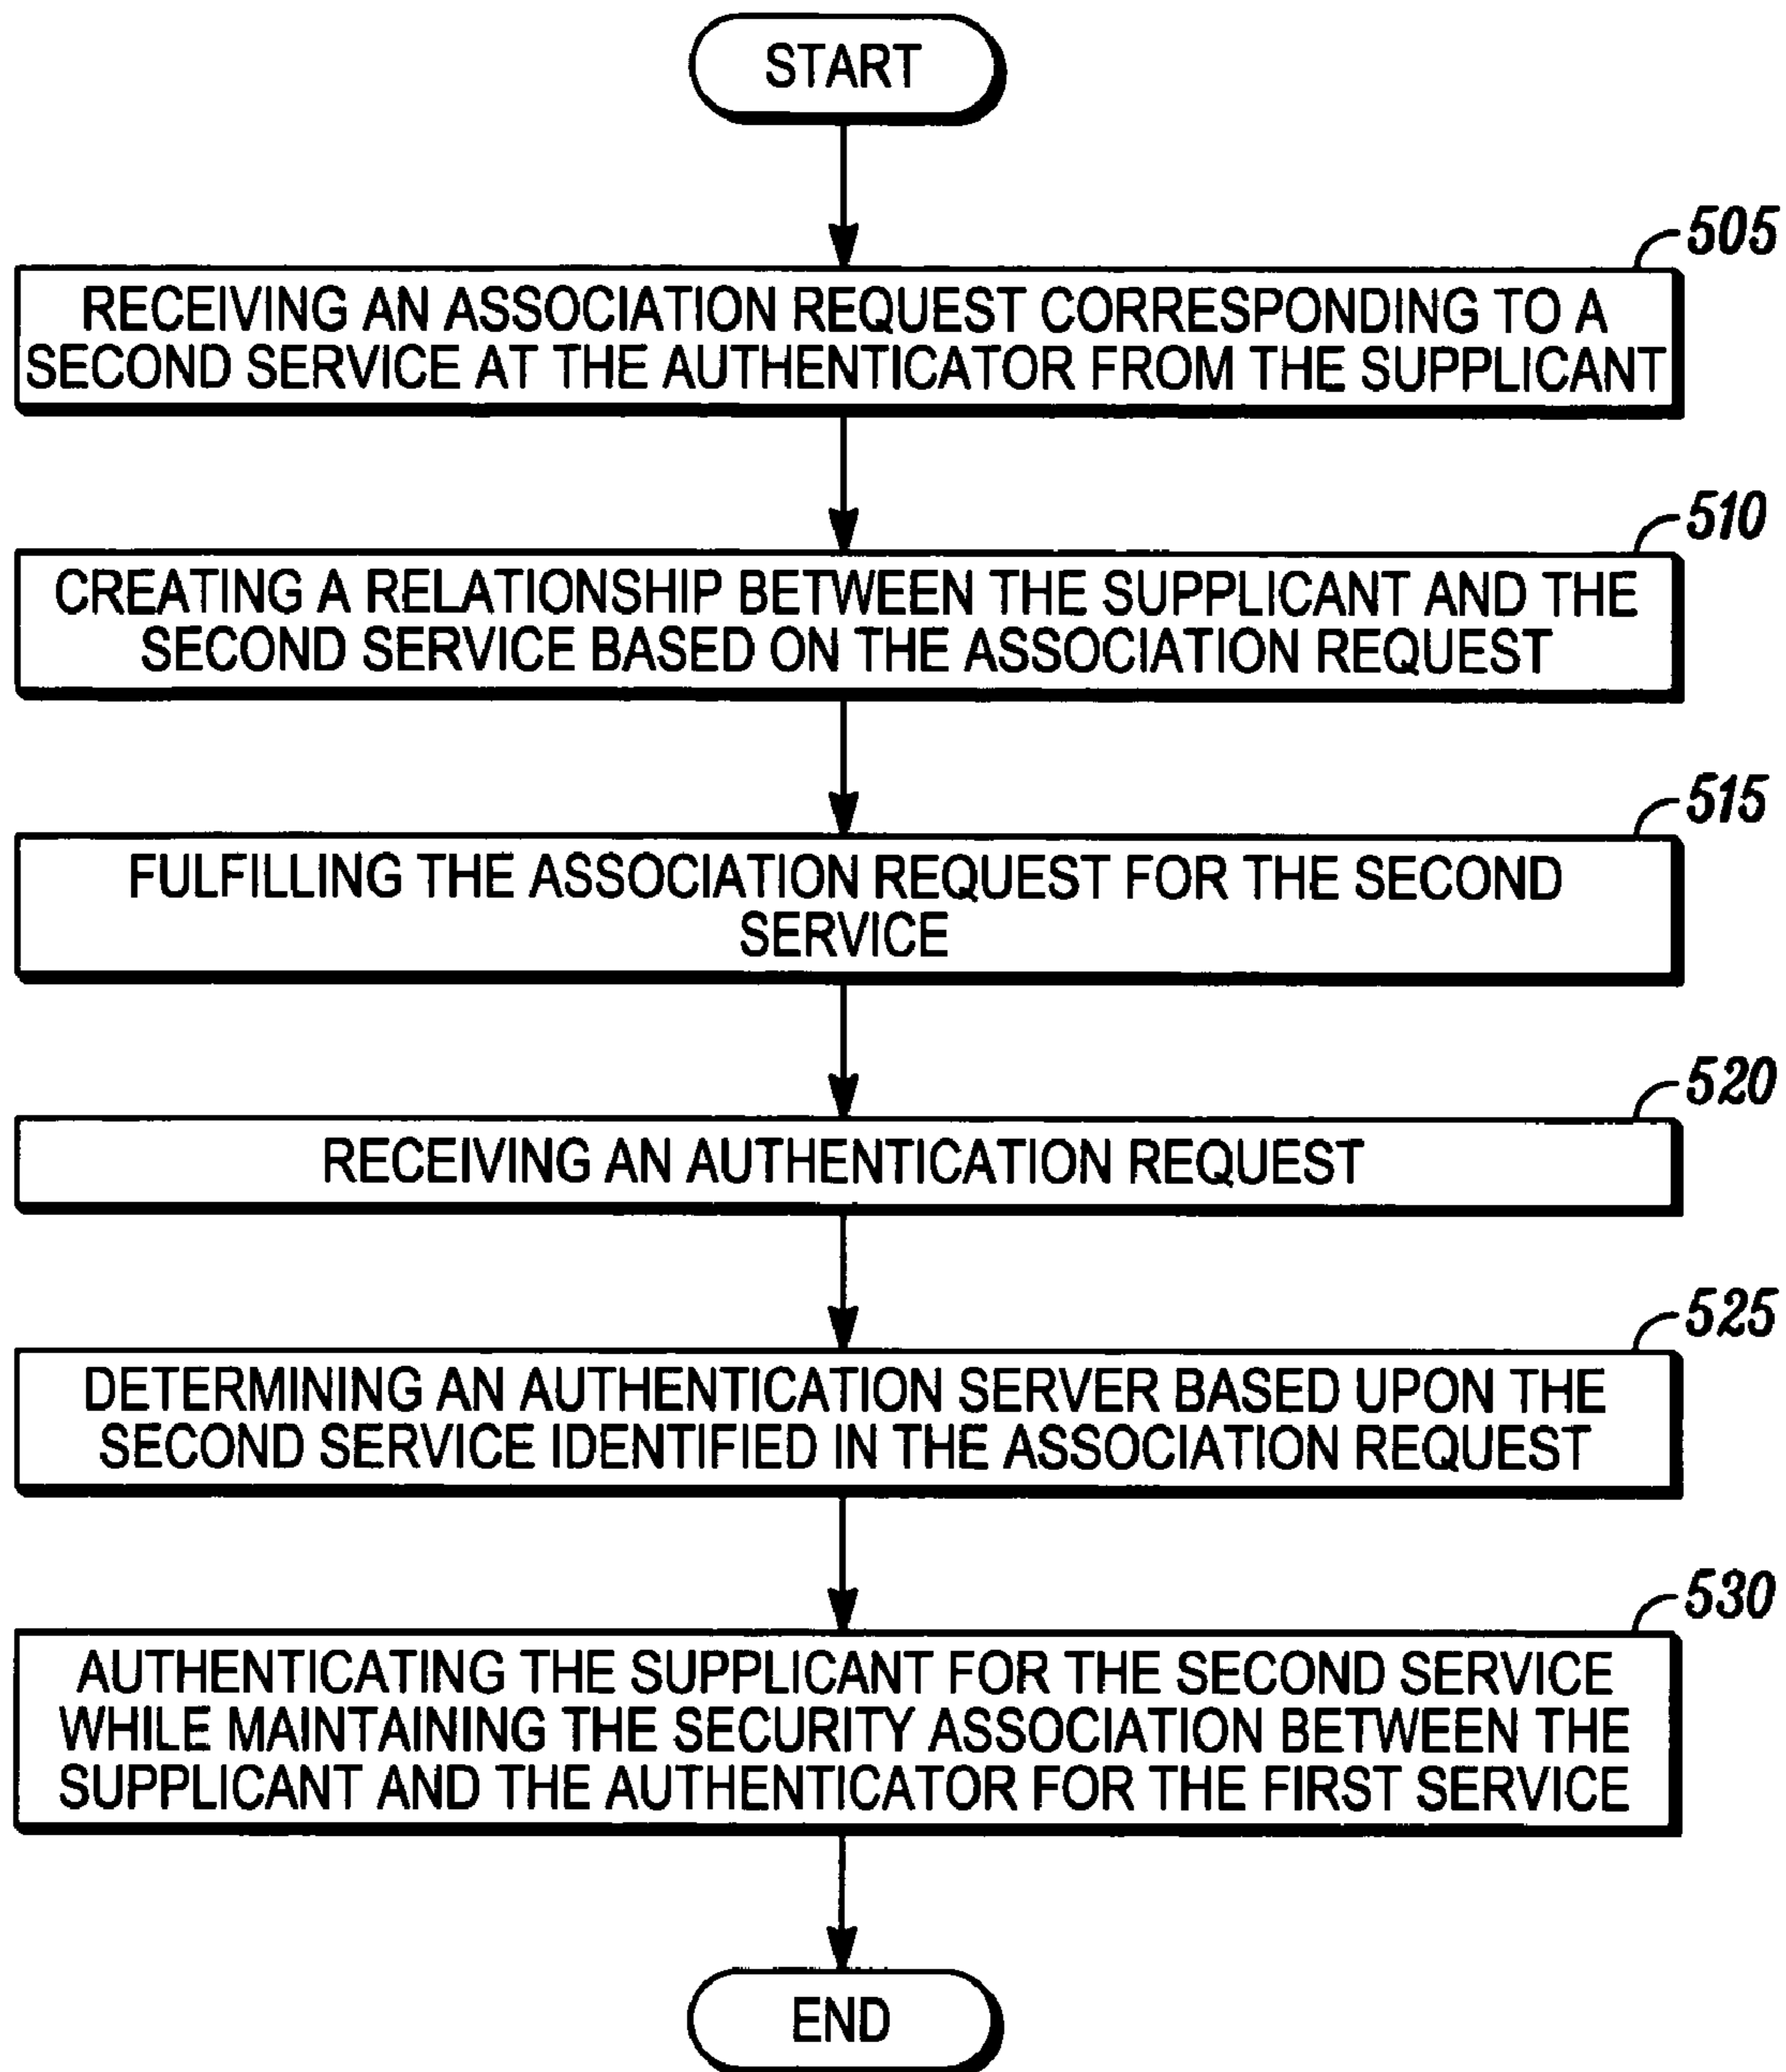 START
505
RECEIVING AN ASSOCIATION REQUEST CORRESPONDING TO A
SECOND SERVICE AT THE AUTHENTICATOR FROM THE SUPPLICANT
510
CREATING A RELATIONSHIP BETWEEN THE SUPPLICANT AND THE
SECOND SERVICE BASED ON THE ASSOCIATION REQUEST
515
FULFILLING THE ASSOCIATION REQUEST FOR THE SECOND
SERVICE
520
RECEIVING AN AUTHENTICATION REQUEST
525
DETERMINING AN AUTHENTICATION SERVER BASED UPON THE
SECOND SERVICE IDENTIFIED IN THE ASSOCIATION REQUEST
530
AUTHENTICATING THE SUPPLICANT FOR THE SECOND SERVICE
WHILE MAINTAINING THE SECURITY ASSOCIATION BETWEEN THE
SUPPLICANT AND THE AUTHENTICATOR FOR THE FIRST SERVICE
END